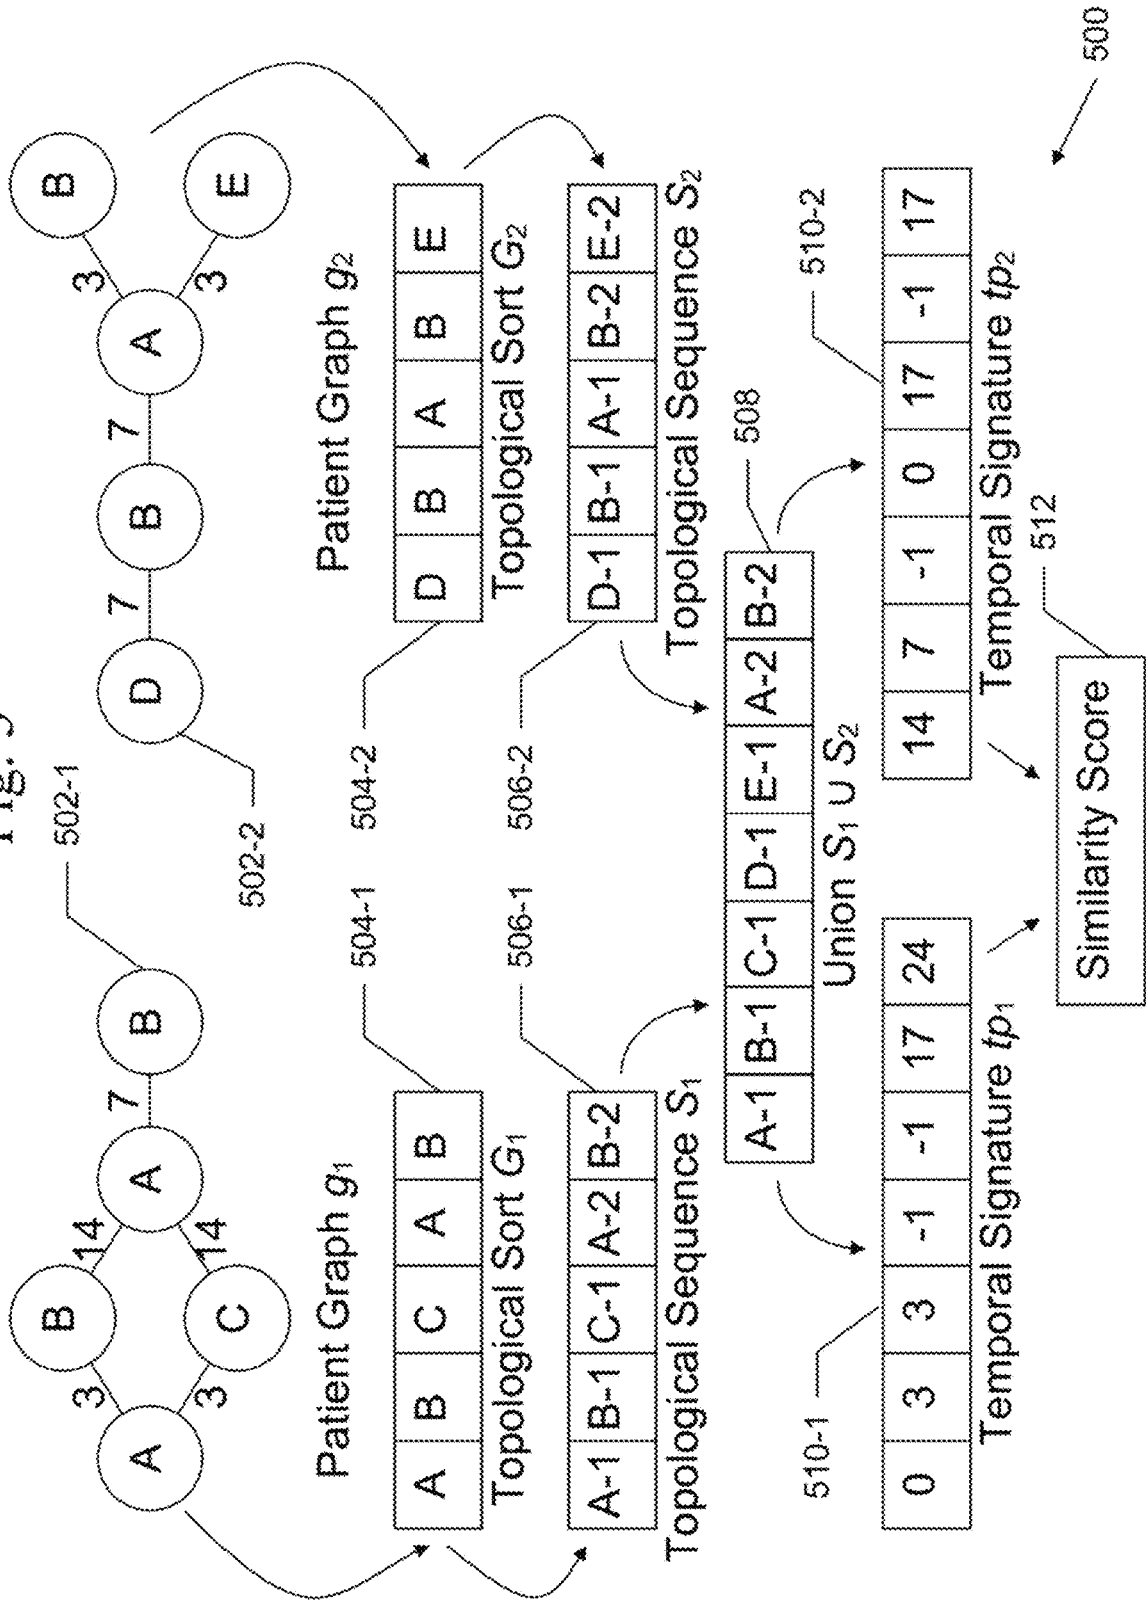 Fig. 5
502-1
502-2
A
3
3
B
C
14
14
A
7
B
D
7
B
7
A
3
3
B
E
Patient Graph g₁
Patient Graph g₂
504-1
504-2
A B C A B
D B A B E
Topological Sort G₁
Topological Sort G₂
506-1
506-2
A-1 B-1 C-1 A-2 B-2
D-1 B-1 A-1 B-2 E-2
Topological Sequence S₁
Topological Sequence S₂
508
A-1 B-1 C-1 D-1 E-1 A-2 B-2
Union S₁ ∪ S₂
510-1
510-2
0 3 3 -1 -1 17 24
14 7 -1 0 17 -1 17
Temporal Signature tp₁
Temporal Signature tp₂
512
Similarity Score
500